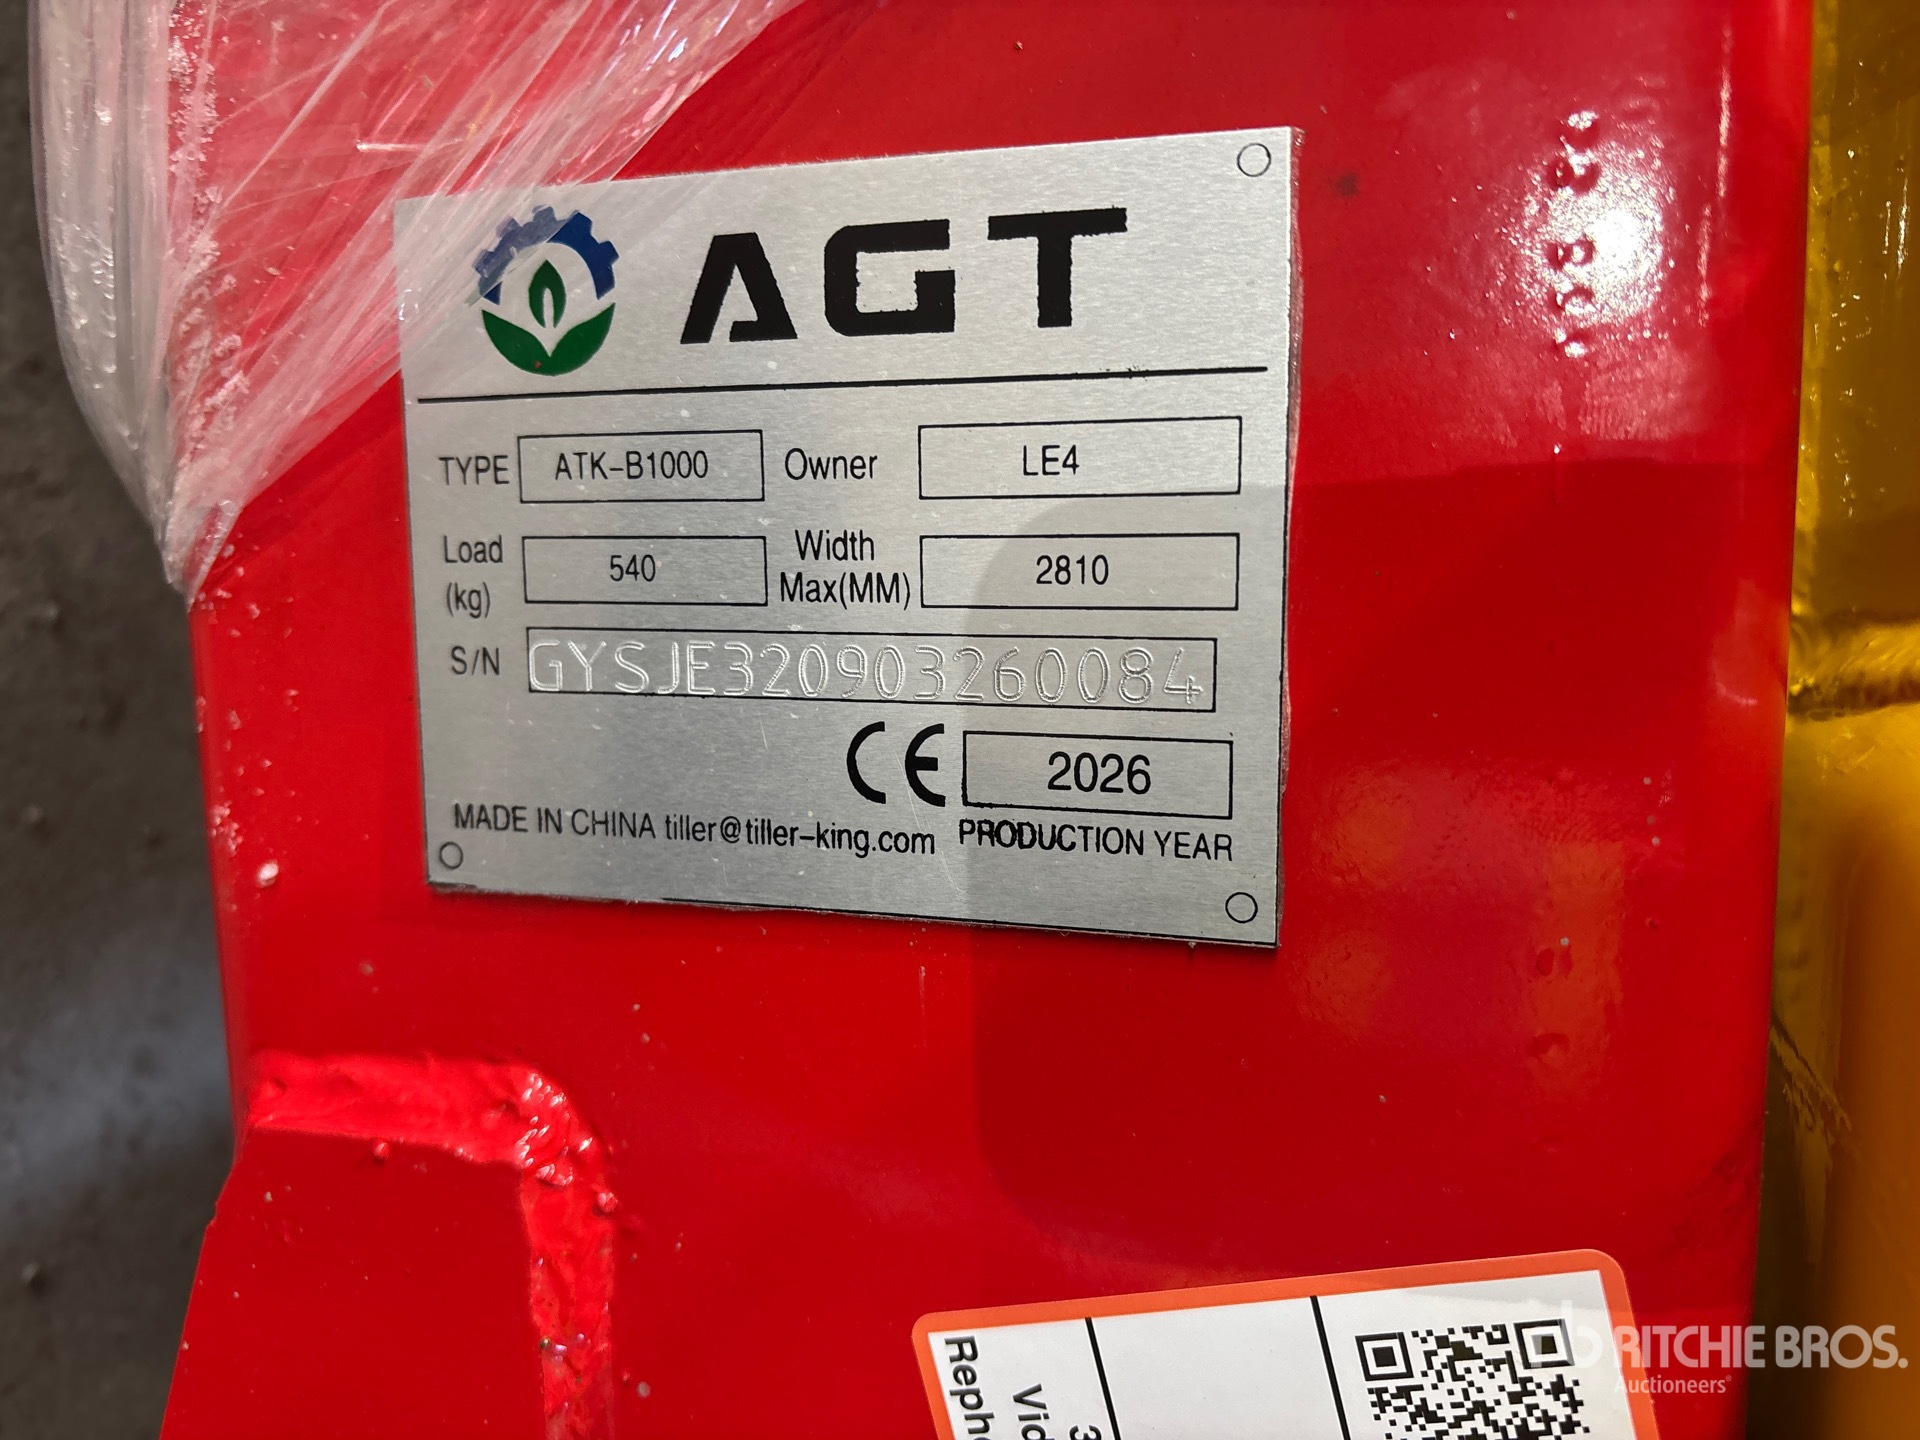 AGT
TYPE ATK-B1000 Owner LE4
Load (kg) 540 Width Max(MM) 2810
S/N GYSJE320903260084
CE 2026
MADE IN CHINA tiller@tiller-king.com PRODUCTION YEAR
RITCHIE BROS.
Auctioneers